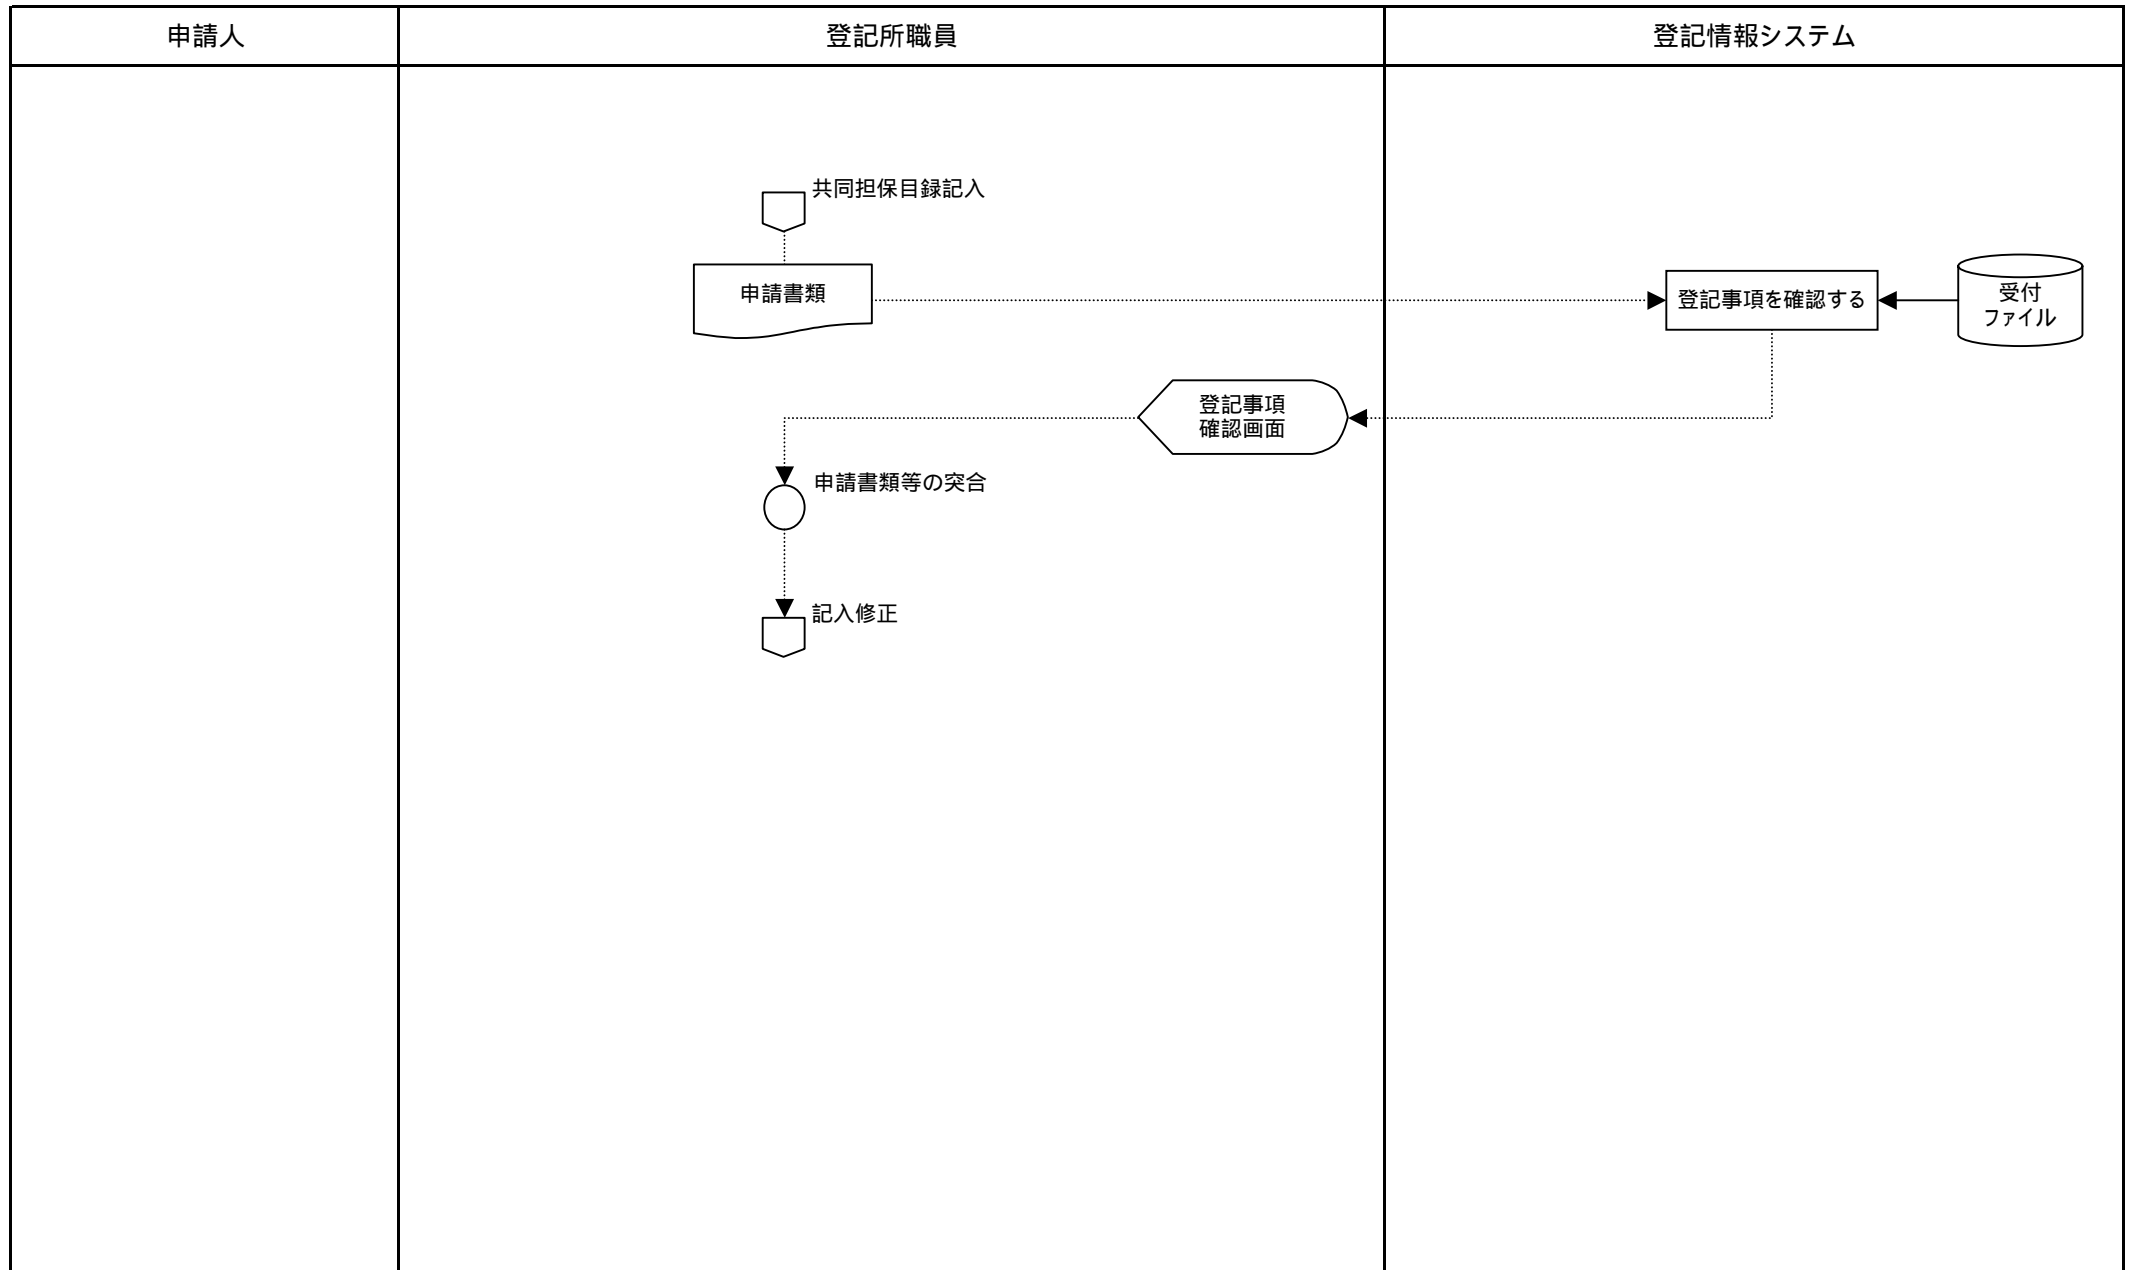 申請人
登記所職員
登記情報システム
共同担保目録記入
申請書類
登記事項を確認する
受付
ファイル
登記事項
確認画面
申請書類等の突合
記入修正